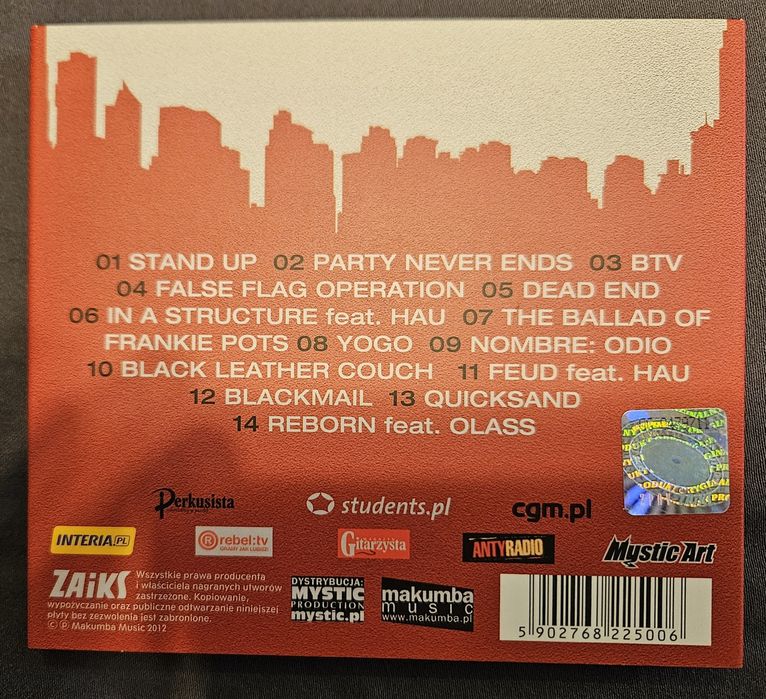 01 STAND UP 02 PARTY NEVER ENDS 03 BTV
04 FALSE FLAG OPERATION 05 DEAD END
06 IN A STRUCTURE feat. HAU 07 THE BALLAD OF
FRANKIE POTS 08 YOGO 09 NOMBRE: ODIO
10 BLACK LEATHER COUCH 11 FEUD feat. HAU
12 BLACKMAIL 13 QUICKSAND
14 REBORN feat. OLASS
Perkusista
students.pl
cgm.pl
INTERIA.PL
rebel:tv
GRAMY JAK LUBISZ!
Gitarzysta
ANTYRADIO
Mystic Art
ZAiKS
Wszystkie prawa producenta
i właściciela nagranych utworów
zastrzeżone. Kopiowanie,
wypożyczanie oraz publiczne odtwarzanie niniejszej
płyty bez zezwolenia jest zabronione.
© ℗ Makumba Music 2012
DYSTRYBUCJA:
MYSTIC
PRODUCTION
mystic.pl
makumba
music
www.makumba.pl
5 902768 225006